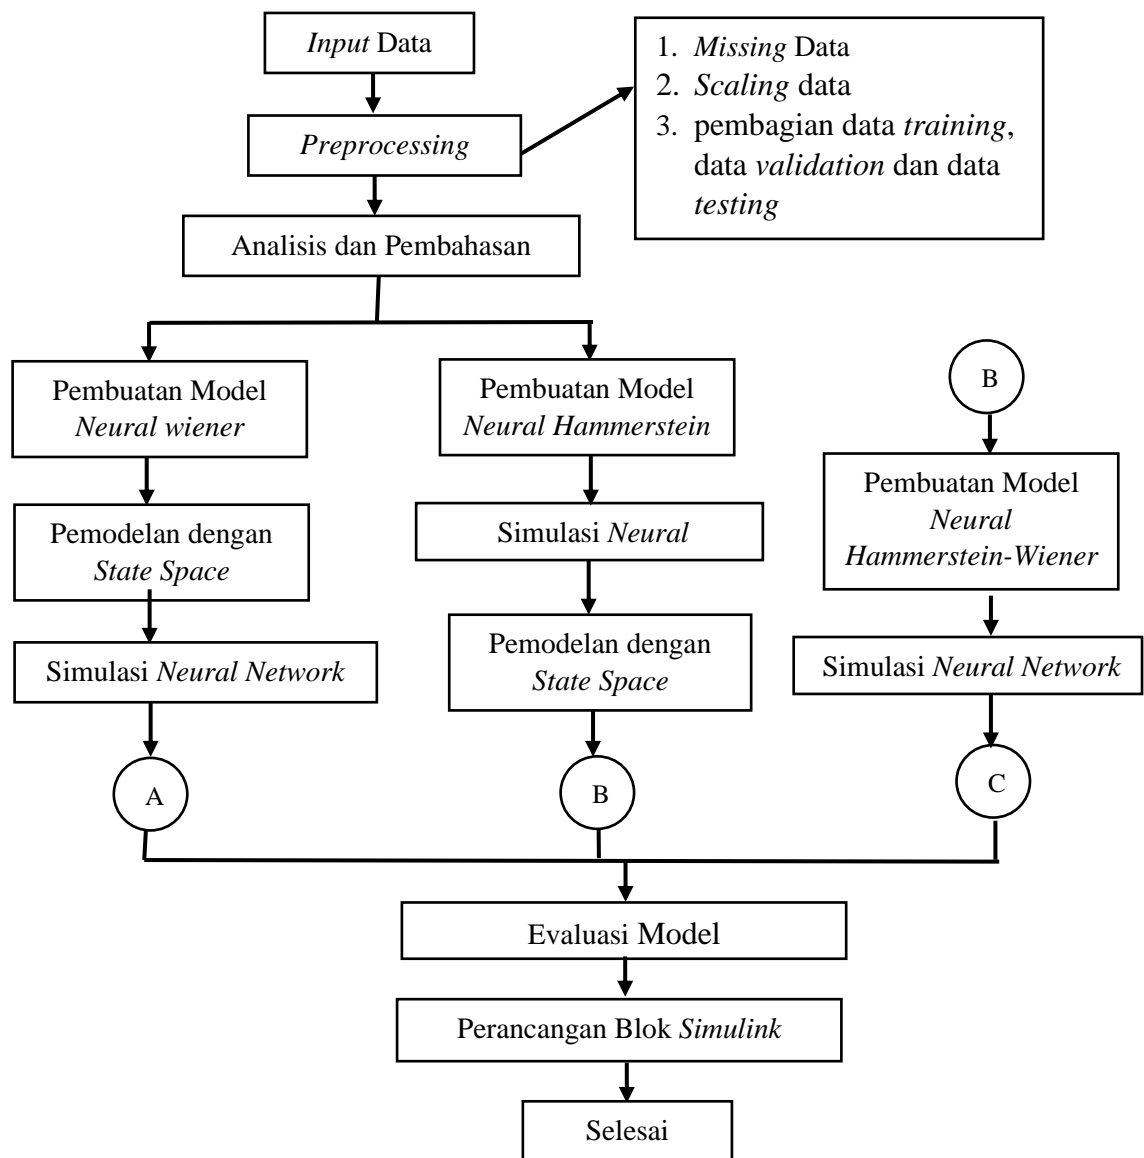 Input Data
Preprocessing
1. Missing Data
2. Scaling data
3. pembagian data training,
data validation dan data
testing
Analisis dan Pembahasan
Pembuatan Model
Neural wiener
Pemodelan dengan
State Space
Simulasi Neural Network
A
Pembuatan Model
Neural Hammerstein
Simulasi Neural
Pemodelan dengan
State Space
B
B
Pembuatan Model
Neural
Hammerstein-Wiener
Simulasi Neural Network
C
Evaluasi Model
Perancangan Blok Simulink
Selesai